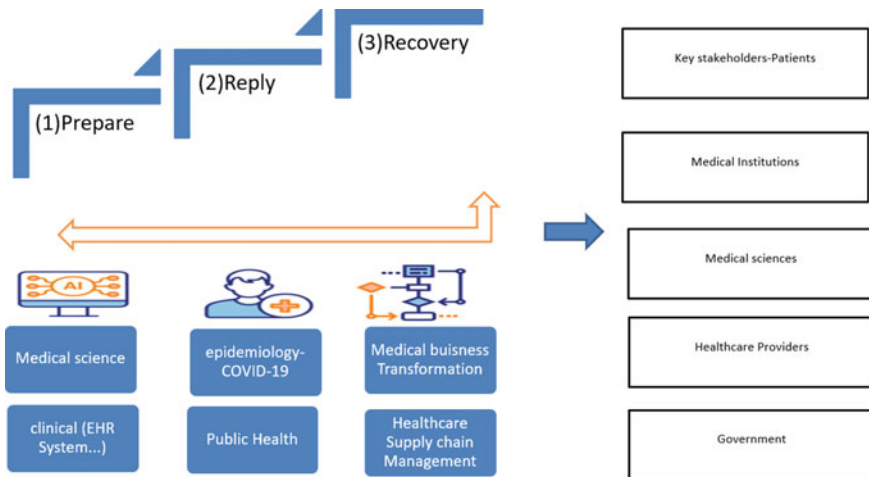 (1)Prepare
(2)Reply
(3)Recovery
AI
Medical science
epidemiology-
COVID-19
Medical buisness
Transformation
clinical (EHR
System...)
Public Health
Healthcare
Supply chain
Management
Key stakeholders-Patients
Medical Institutions
Medical sciences
Healthcare Providers
Government